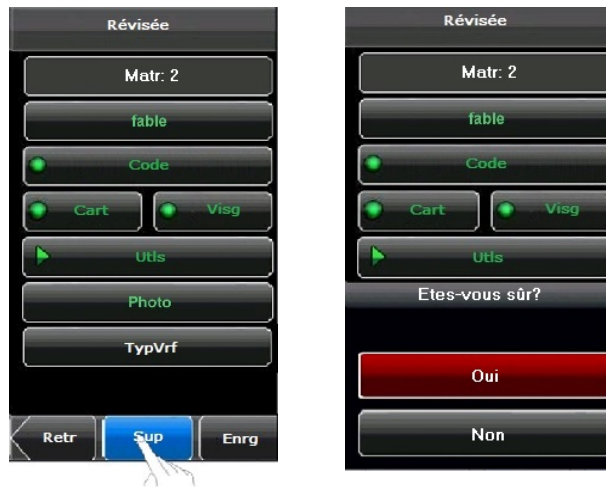 Révisée
Matr: 2
fable
Code
Cart Visg
Utls
Photo
TypVrf
Retr Sup Enrg
Révisée
Matr: 2
fable
Code
Cart Visg
Utls
Etes-vous sûr?
Oui
Non